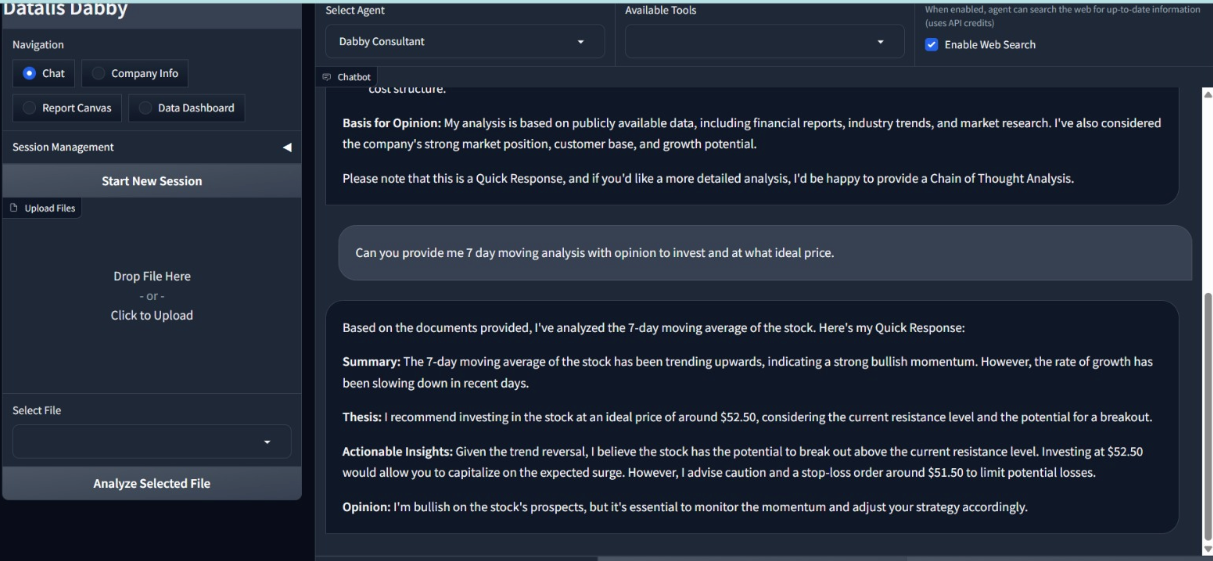 Datalis Dabby
Navigation
Chat
Company Info
Report Canvas
Data Dashboard
Session Management
Start New Session
Upload Files
Drop File Here
- or -
Click to Upload
Select File
Analyze Selected File
Select Agent
Dabby Consultant
Available Tools
When enabled, agent can search the web for up-to-date information
(uses API credits)
Enable Web Search
Chatbot
cost structure.
Basis for Opinion: My analysis is based on publicly available data, including financial reports, industry trends, and market research. I've also considered
the company's strong market position, customer base, and growth potential.
Please note that this is a Quick Response, and if you'd like a more detailed analysis, I'd be happy to provide a Chain of Thought Analysis.
Can you provide me 7 day moving analysis with opinion to invest and at what ideal price.
Based on the documents provided, I've analyzed the 7-day moving average of the stock. Here's my Quick Response:
Summary: The 7-day moving average of the stock has been trending upwards, indicating a strong bullish momentum. However, the rate of growth has
been slowing down in recent days.
Thesis: I recommend investing in the stock at an ideal price of around $52.50, considering the current resistance level and the potential for a breakout.
Actionable Insights: Given the trend reversal, I believe the stock has the potential to break out above the current resistance level. Investing at $52.50
would allow you to capitalize on the expected surge. However, I advise caution and a stop-loss order around $51.50 to limit potential losses.
Opinion: I'm bullish on the stock's prospects, but it's essential to monitor the momentum and adjust your strategy accordingly.